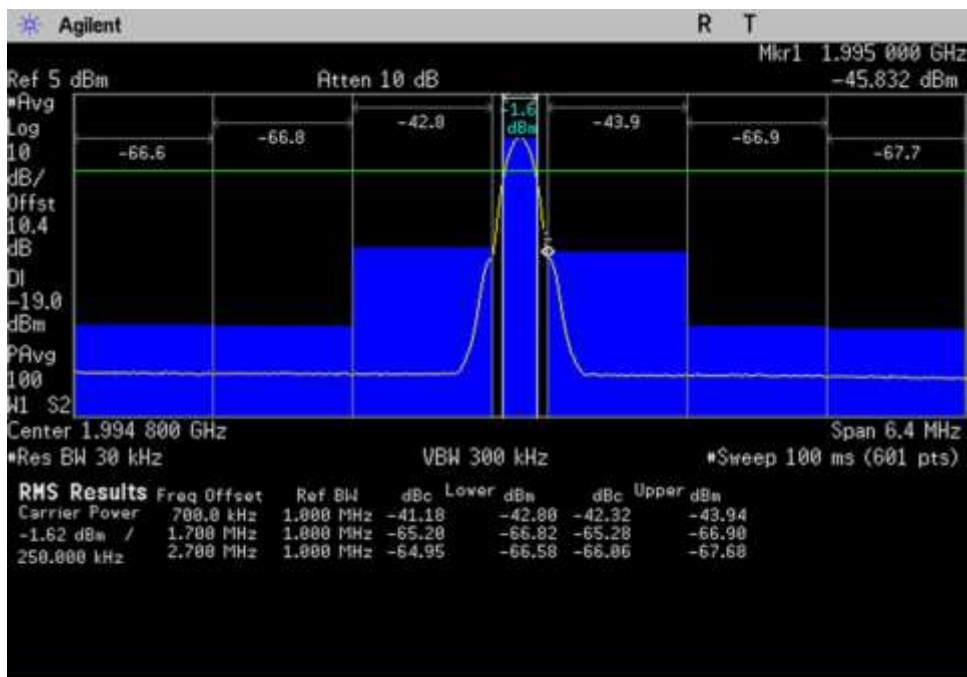 Agilent R T
Mkr1 1.995 000 GHz
Ref 5 dBm Atten 10 dB -45.832 dBm
#Avg
Log
10
dB/
Offst
10.4
dB
DI
-19.0
dBm
PAvg
100
W1 S2
-66.6 -66.8 -42.8 -1.6 dBm -43.9 -66.9 -67.7
Center 1.994 800 GHz Span 6.4 MHz
#Res BW 30 kHz VBW 300 kHz #Sweep 100 ms (601 pts)
RMS Results Freq Offset Ref BW dBc Lower dBm dBc Upper dBm
Carrier Power 700.0 kHz 1.000 MHz -41.18 -42.80 -42.32 -43.94
-1.62 dBm / 1.700 MHz 1.000 MHz -65.20 -66.82 -65.28 -66.90
250.000 kHz 2.700 MHz 1.000 MHz -64.95 -66.58 -66.06 -67.68